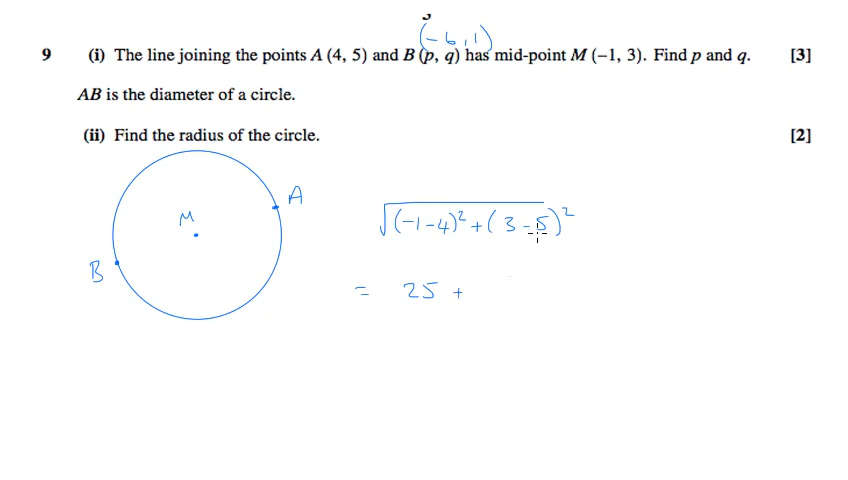 3
(-6, 1)
9 (i) The line joining the points A (4, 5) and B (p, q) has mid-point M (−1, 3). Find p and q. [3]
AB is the diameter of a circle.
(ii) Find the radius of the circle. [2]
A
M
B
√(-1-4)² + (3-5)²
= 25 +